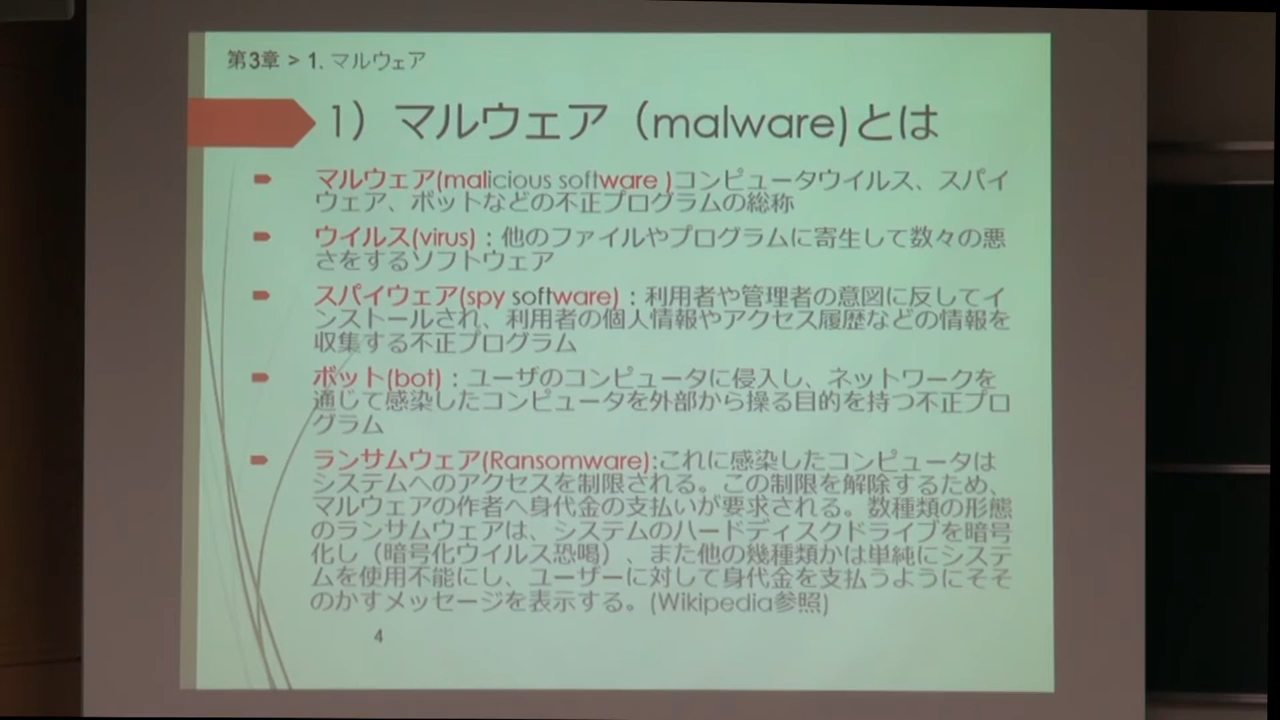 第3章 > 1. マルウェア
1）マルウェア（malware)とは
マルウェア(malicious software )コンピュータウイルス、スパイ
ウェア、ボットなどの不正プログラムの総称
ウイルス(virus)：他のファイルやプログラムに寄生して数々の悪
さをするソフトウェア
スパイウェア(spy software)：利用者や管理者の意図に反してイ
ンストールされ、利用者の個人情報やアクセス履歴などの情報を
収集する不正プログラム
ボット(bot)：ユーザのコンピュータに侵入し、ネットワークを
通じて感染したコンピュータを外部から操る目的を持つ不正プロ
グラム
ランサムウェア(Ransomware):これに感染したコンピュータは
システムへのアクセスを制限される。この制限を解除するため、
マルウェアの作者へ身代金の支払いが要求される。数種類の形態
のランサムウェアは、システムのハードディスクドライブを暗号
化し（暗号化ウイルス恐喝）、また他の幾種類かは単純にシステ
ムを使用不能にし、ユーザーに対して身代金を支払うようにそそ
のかすメッセージを表示する。(Wikipedia参照)
4